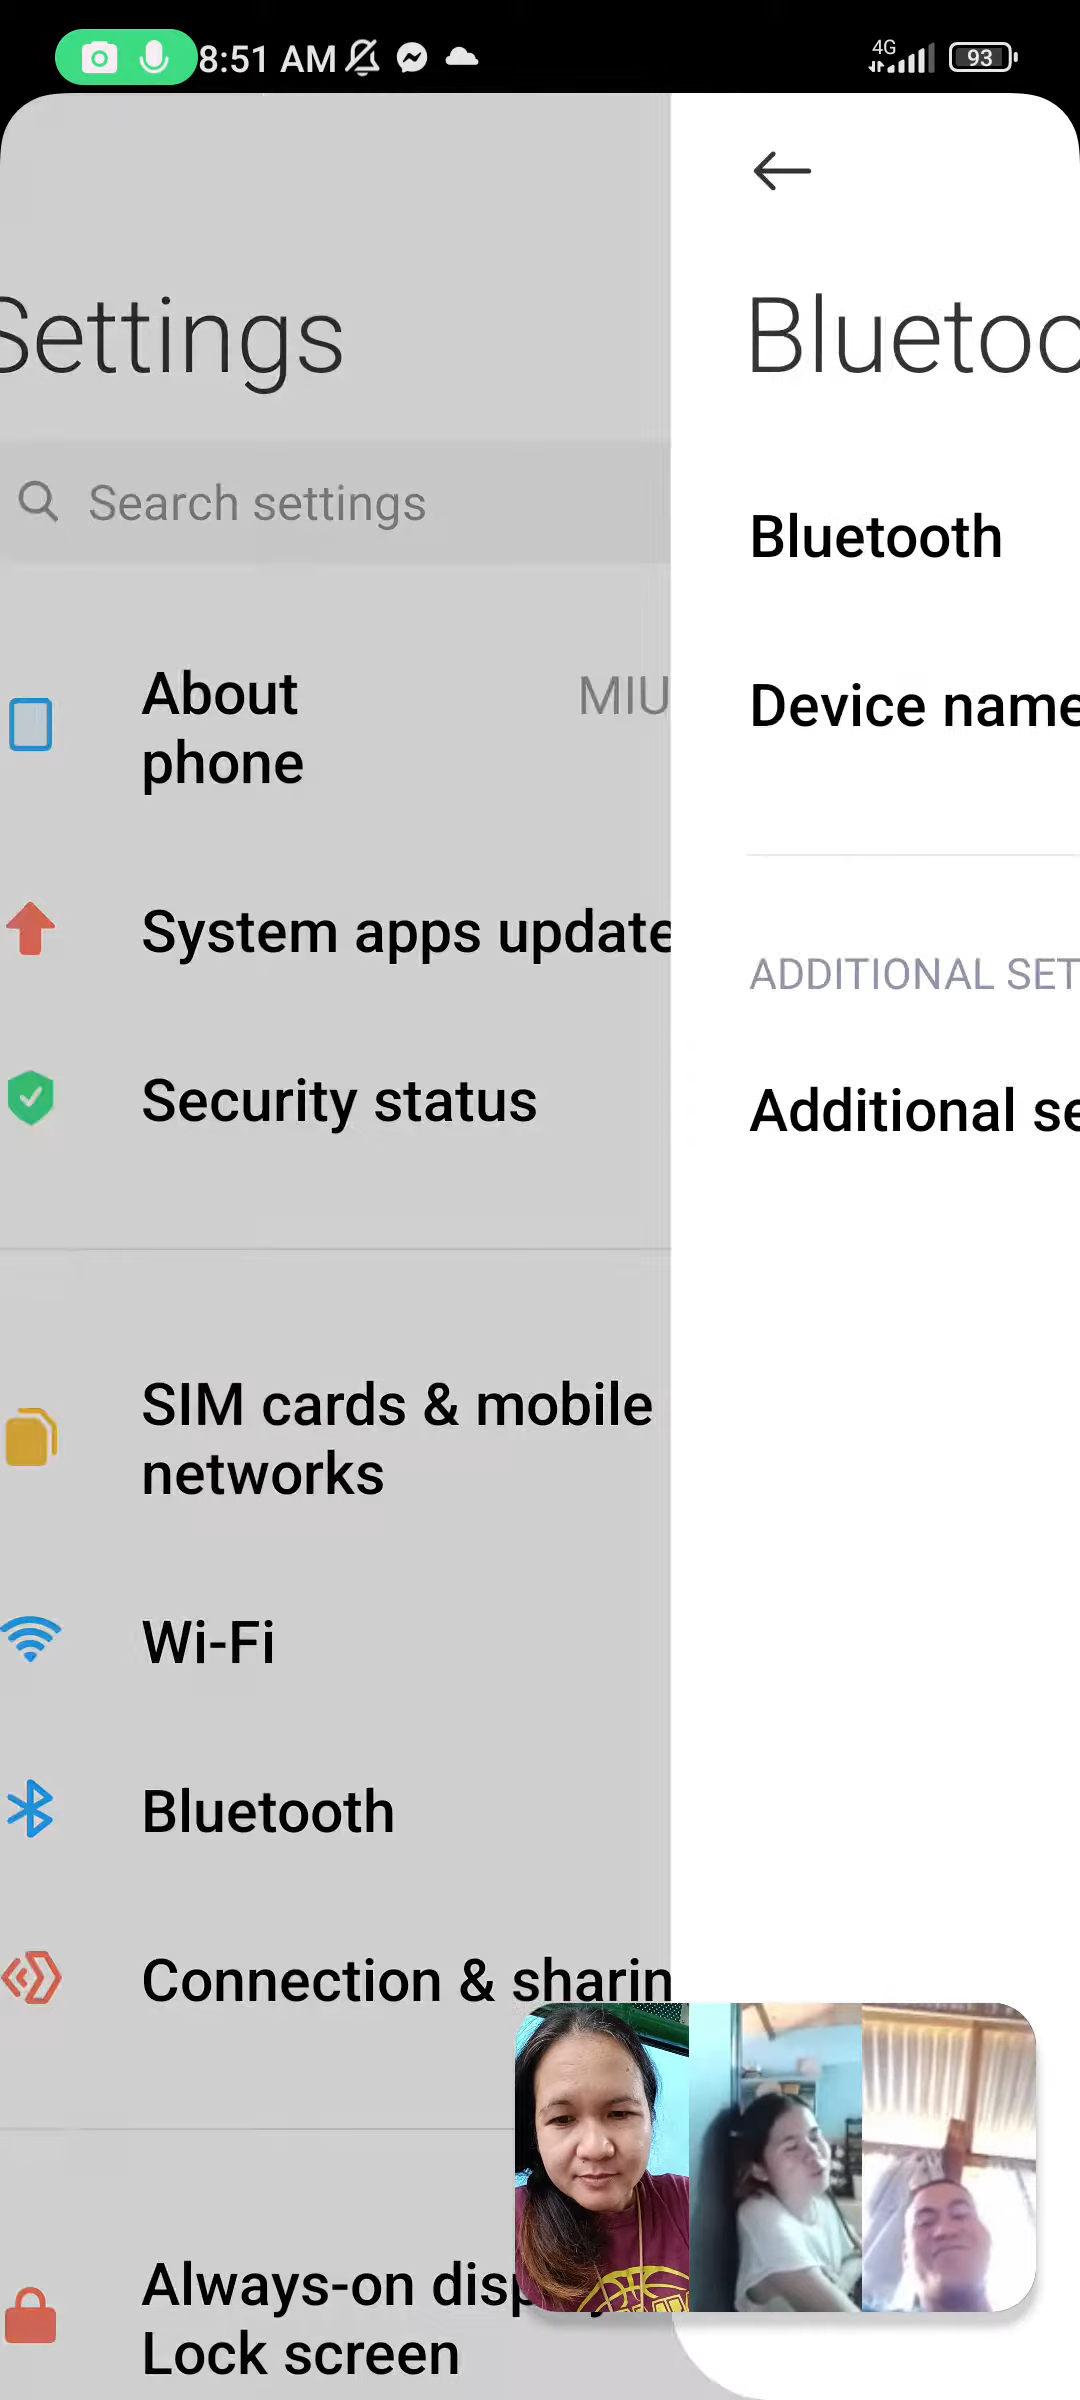 8:51 AM
4G
93
Settings
Search settings
About
phone
MIU
System apps update
Security status
SIM cards & mobile
networks
Wi-Fi
Bluetooth
Connection & sharin
Always-on disp
Lock screen
Bluetoo
Bluetooth
Device name
ADDITIONAL SET
Additional se